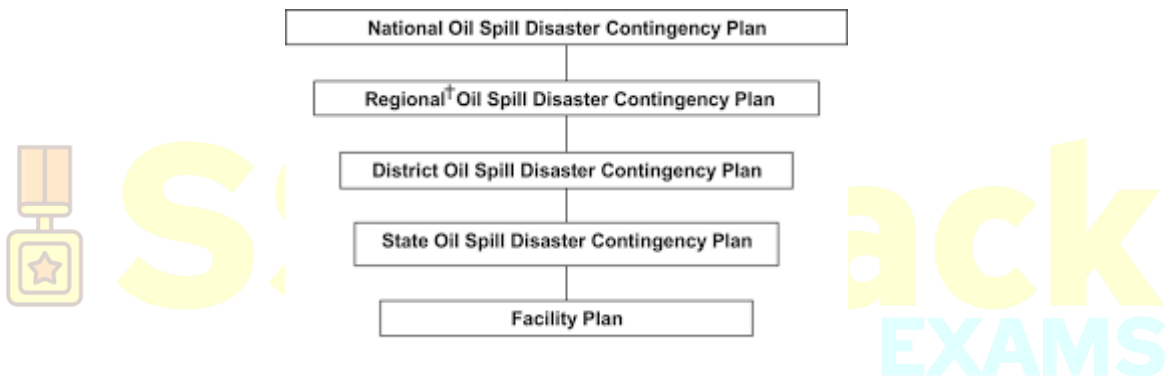 National Oil Spill Disaster Contingency Plan
Regional† Oil Spill Disaster Contingency Plan
District Oil Spill Disaster Contingency Plan
State Oil Spill Disaster Contingency Plan
Facility Plan
EXAMS